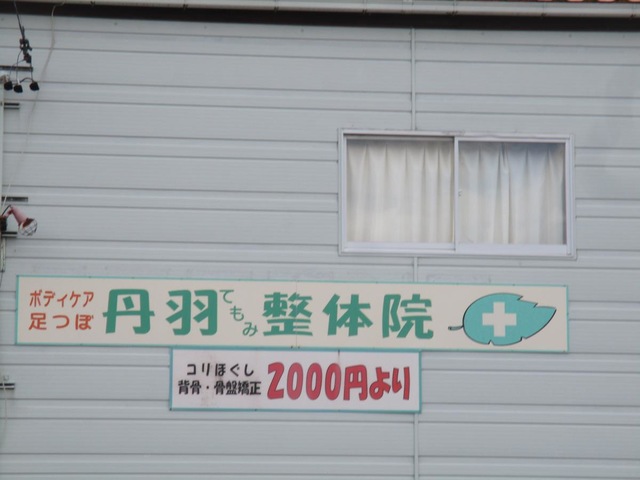 ボディケア
足つぼ
丹羽てもみ整体院
コリほぐし
背骨・骨盤矯正
2000円より